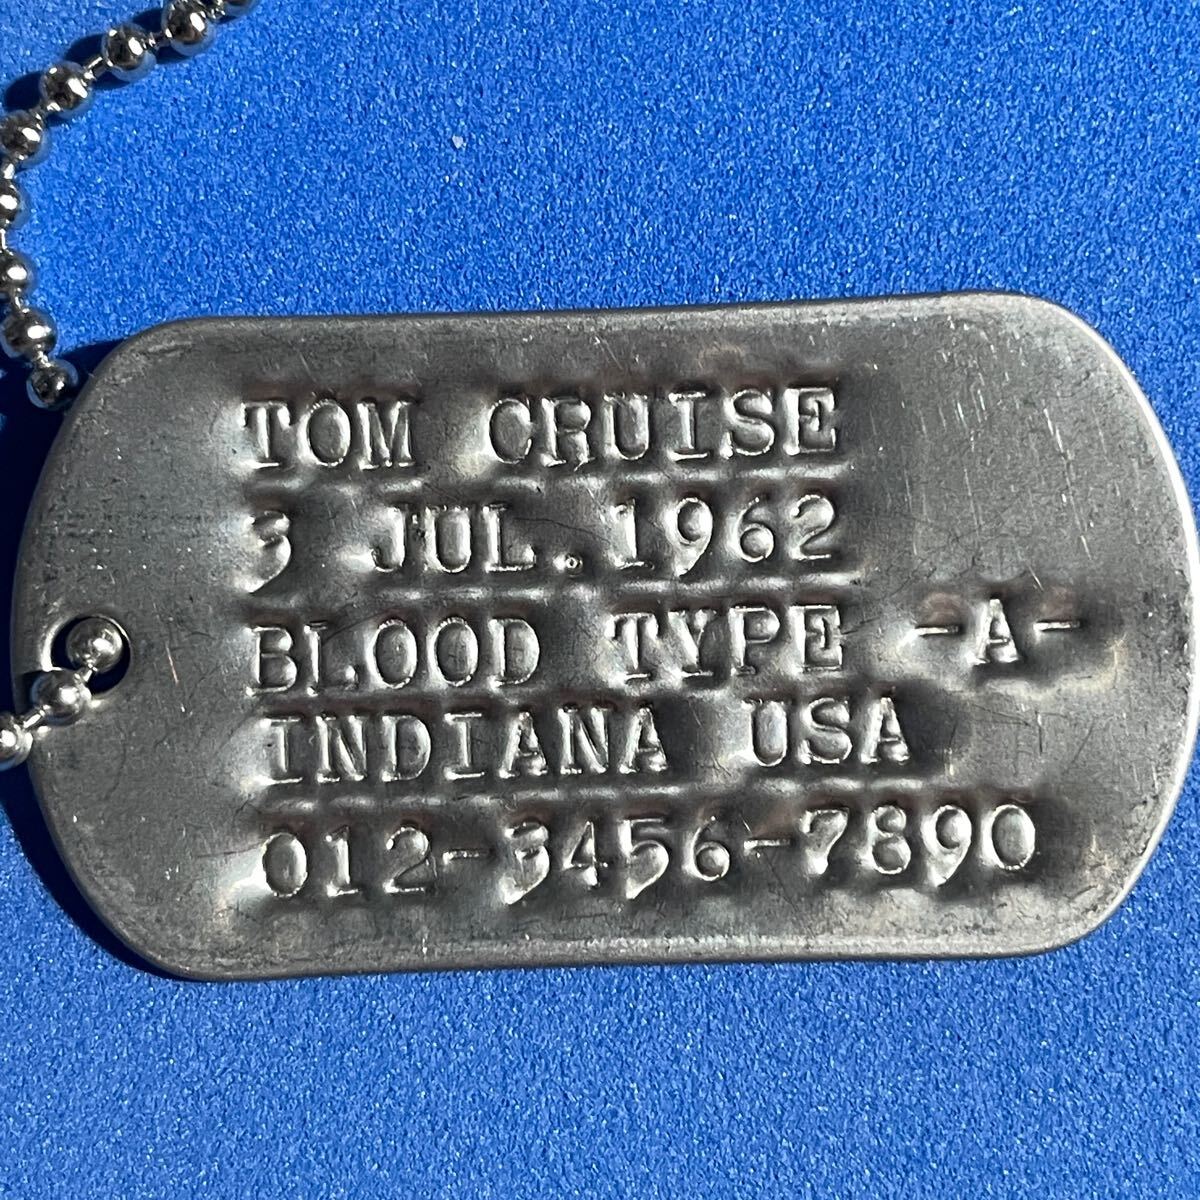 TOM CRUISE
3 JUL.1962
BLOOD TYPE -A-
INDIANA USA
012-3456-7890